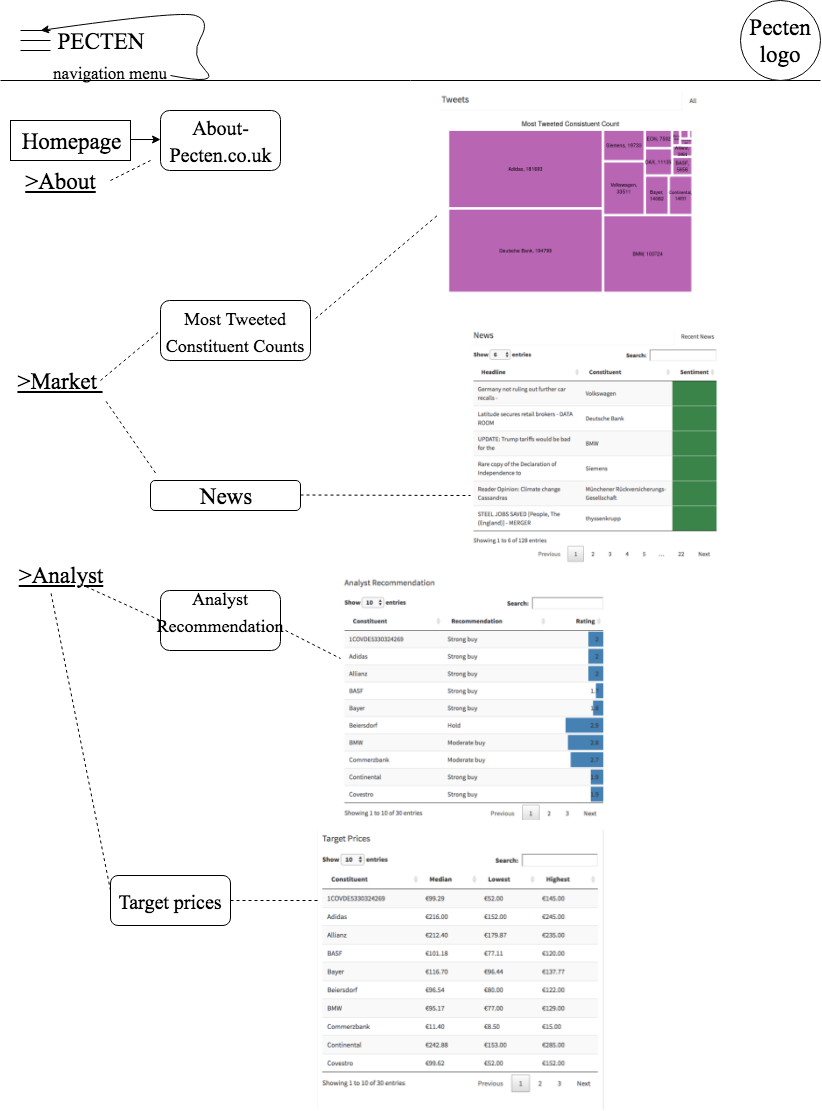 PECTEN
navigation menu
Pecten
logo
Homepage
About-
Pecten.co.uk
>About
Tweets
All
Most Tweeted Consistuent Count
Adidas, 181683
Siemens, 19733
EON, 7502
DAX, 11105
BASF,
Volkswagen,
33511
Bayer,
14062
Continental,
Deutsche Bank, 194798
BMW, 103724
Most Tweeted
Constituent Counts
>Market
News
News
Recent News
Show 6 entries
Search:
Headline Constituent Sentiment
Germany not ruling out further car
recalls -
Volkswagen
Latitude secures retail brokers - DATA
ROOM
Deutsche Bank
UPDATE: Trump tariffs would be bad
for the
BMW
Rare copy of the Declaration of
Independence to
Siemens
Reader Opinion: Climate change
Cassandras
Münchener Rückversicherungs-
Gesellschaft
STEEL JOBS SAVED [People, The
(England)] - MERGER
thyssenkrupp
Showing 1 to 6 of 128 entries
Previous 1 2 3 4 5 ... 22 Next
>Analyst
Analyst
Recommendation
Analyst Recommendation
Show 10 entries
Search:
Constituent Recommendation Rating
1COVDE5330324269 Strong buy 2
Adidas Strong buy 2
Allianz Strong buy 2
BASF Strong buy 1.7
Bayer Strong buy 1.8
Beiersdorf Hold 2.9
BMW Moderate buy 2.8
Commerzbank Moderate buy 2.7
Continental Strong buy 1.9
Covestro Strong buy 1.9
Showing 1 to 10 of 30 entries
Previous 1 2 3 Next
Target prices
Target Prices
Show 10 entries
Search:
Constituent Median Lowest Highest
1COVDE5330324269 €99.29 €52.00 €145.00
Adidas €216.00 €152.00 €245.00
Allianz €212.40 €179.87 €235.00
BASF €101.18 €77.11 €120.00
Bayer €116.70 €96.44 €137.77
Beiersdorf €96.54 €80.00 €122.00
BMW €95.17 €77.00 €129.00
Commerzbank €11.40 €8.50 €15.00
Continental €242.88 €153.00 €285.00
Covestro €99.62 €52.00 €152.00
Showing 1 to 10 of 30 entries
Previous 1 2 3 Next